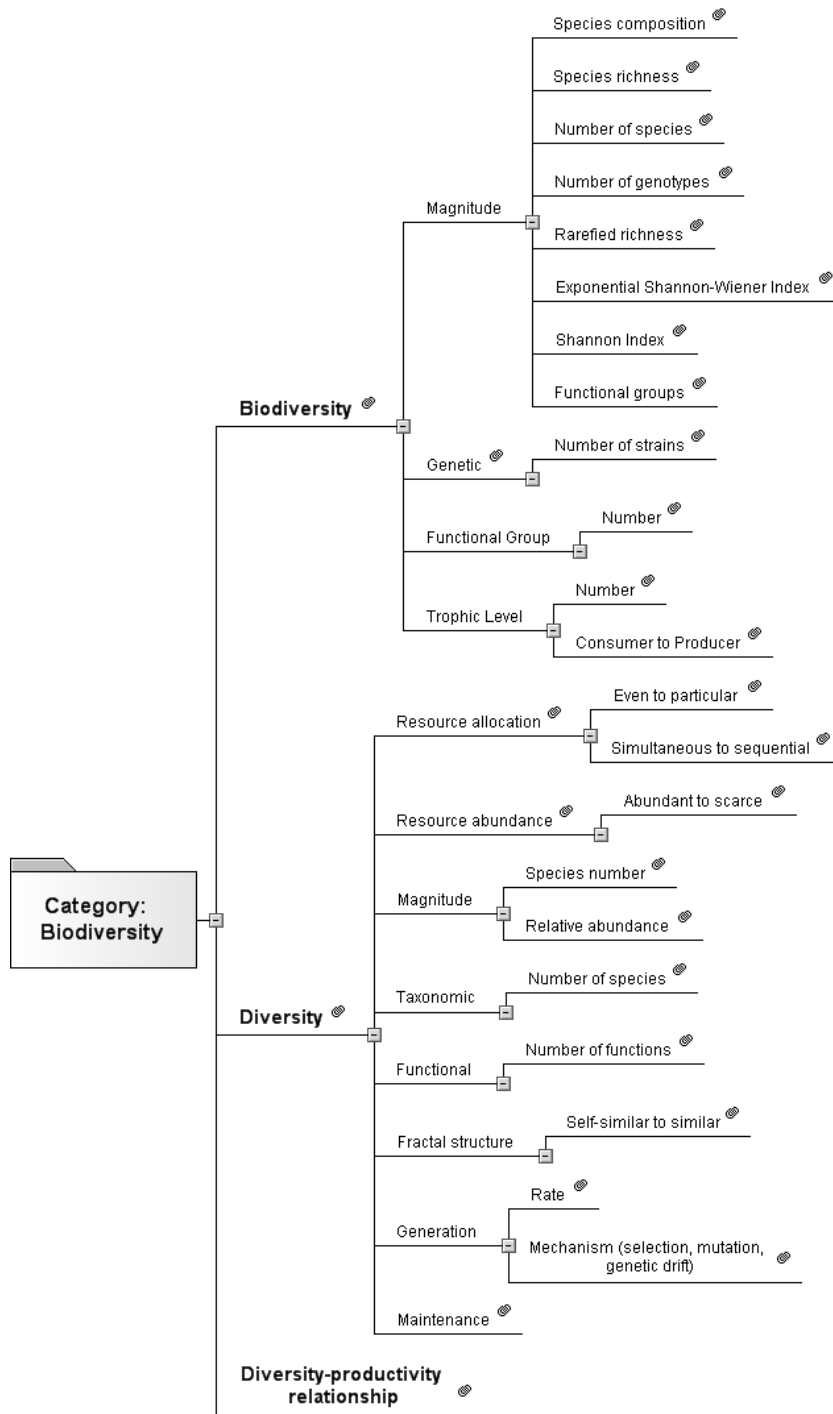 Species composition
Species richness
Number of species
Number of genotypes
Magnitude
Rarefied richness
Exponential Shannon-Wiener Index
Shannon Index
Functional groups
Biodiversity
Number of strains
Genetic
Number
Functional Group
Number
Trophic Level
Consumer to Producer
Even to particular
Resource allocation
Simultaneous to sequential
Abundant to scarce
Resource abundance
Species number
Magnitude
Relative abundance
Category:
Biodiversity
Number of species
Taxonomic
Diversity
Number of functions
Functional
Self-similar to similar
Fractal structure
Rate
Generation
Mechanism (selection, mutation,
genetic drift)
Maintenance
Diversity-productivity
relationship